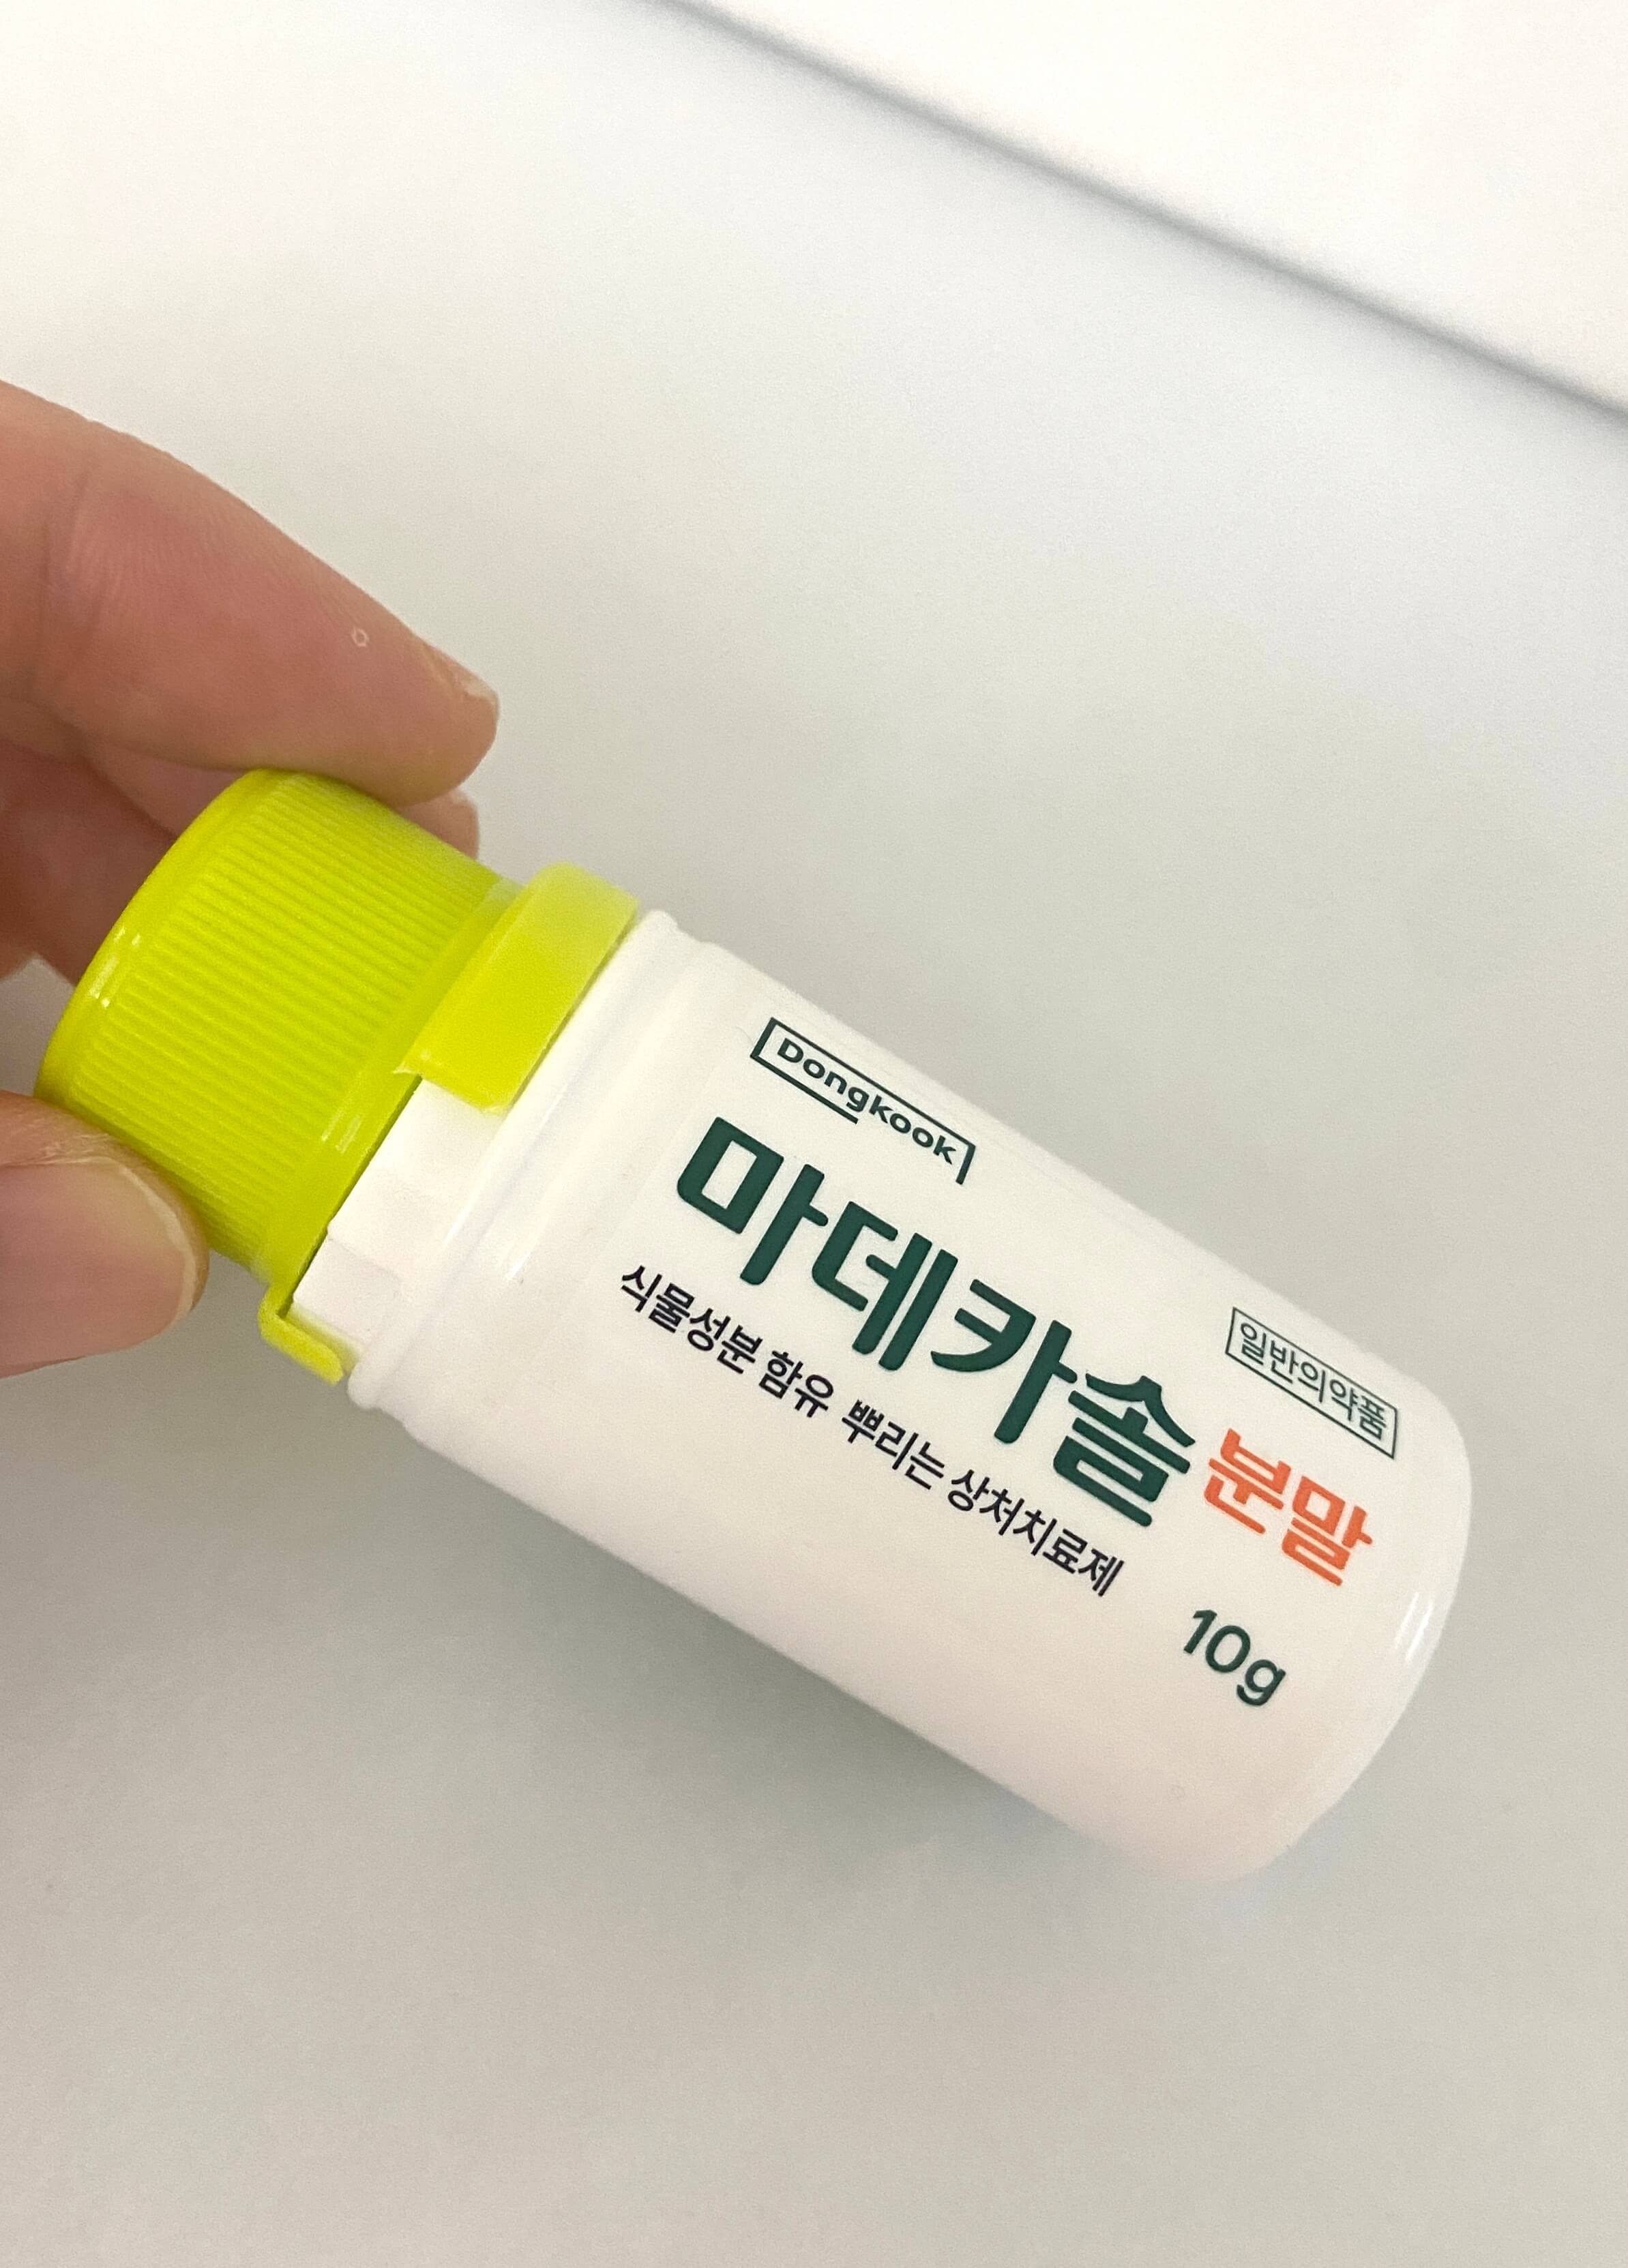 Dongkook
일반의약품
마데카솔 분말
식물성분 함유 뿌리는 상처치료제
10g